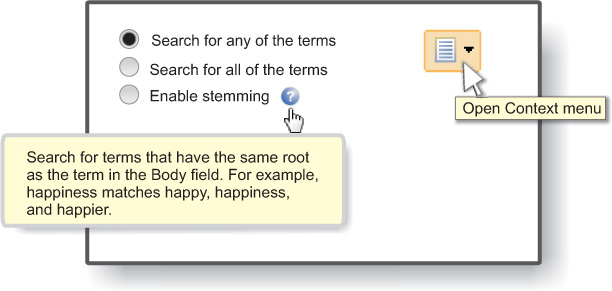 Search for any of the terms
Search for all of the terms
Enable stemming ?
Open Context menu
Search for terms that have the same root
as the term in the Body field. For example,
happiness matches happy, happiness,
and happier.